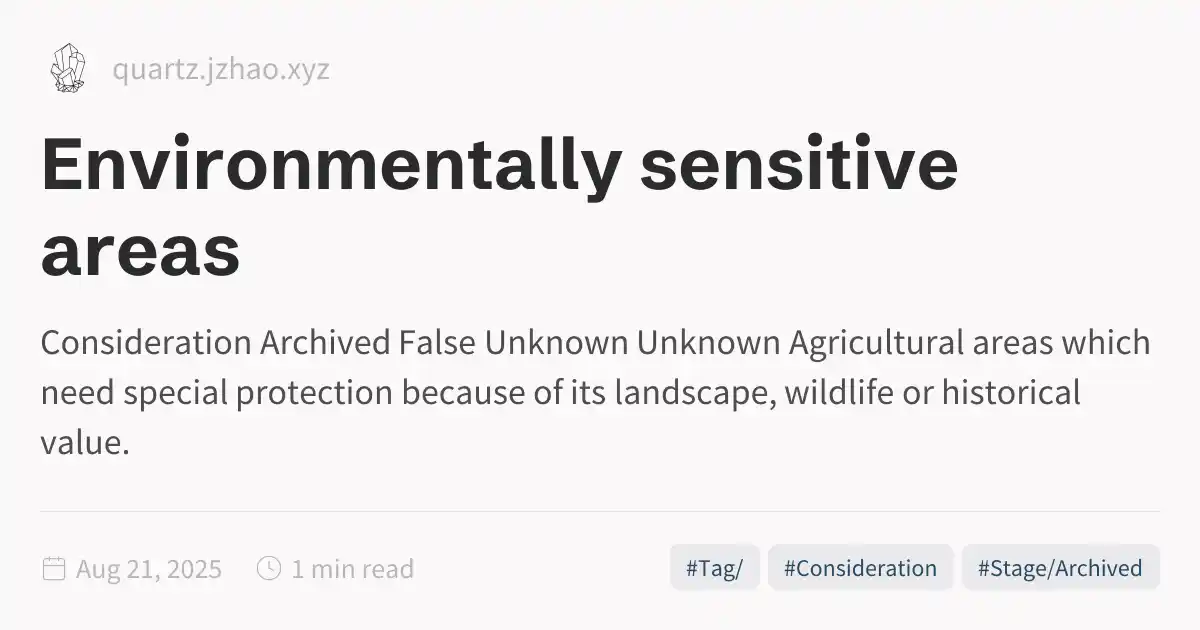 quartz.jzhao.xyz
Environmentally sensitive
areas
Consideration Archived False Unknown Unknown Agricultural areas which
need special protection because of its landscape, wildlife or historical
value.
Aug 21, 2025 1 min read #Tag/ #Consideration #Stage/Archived